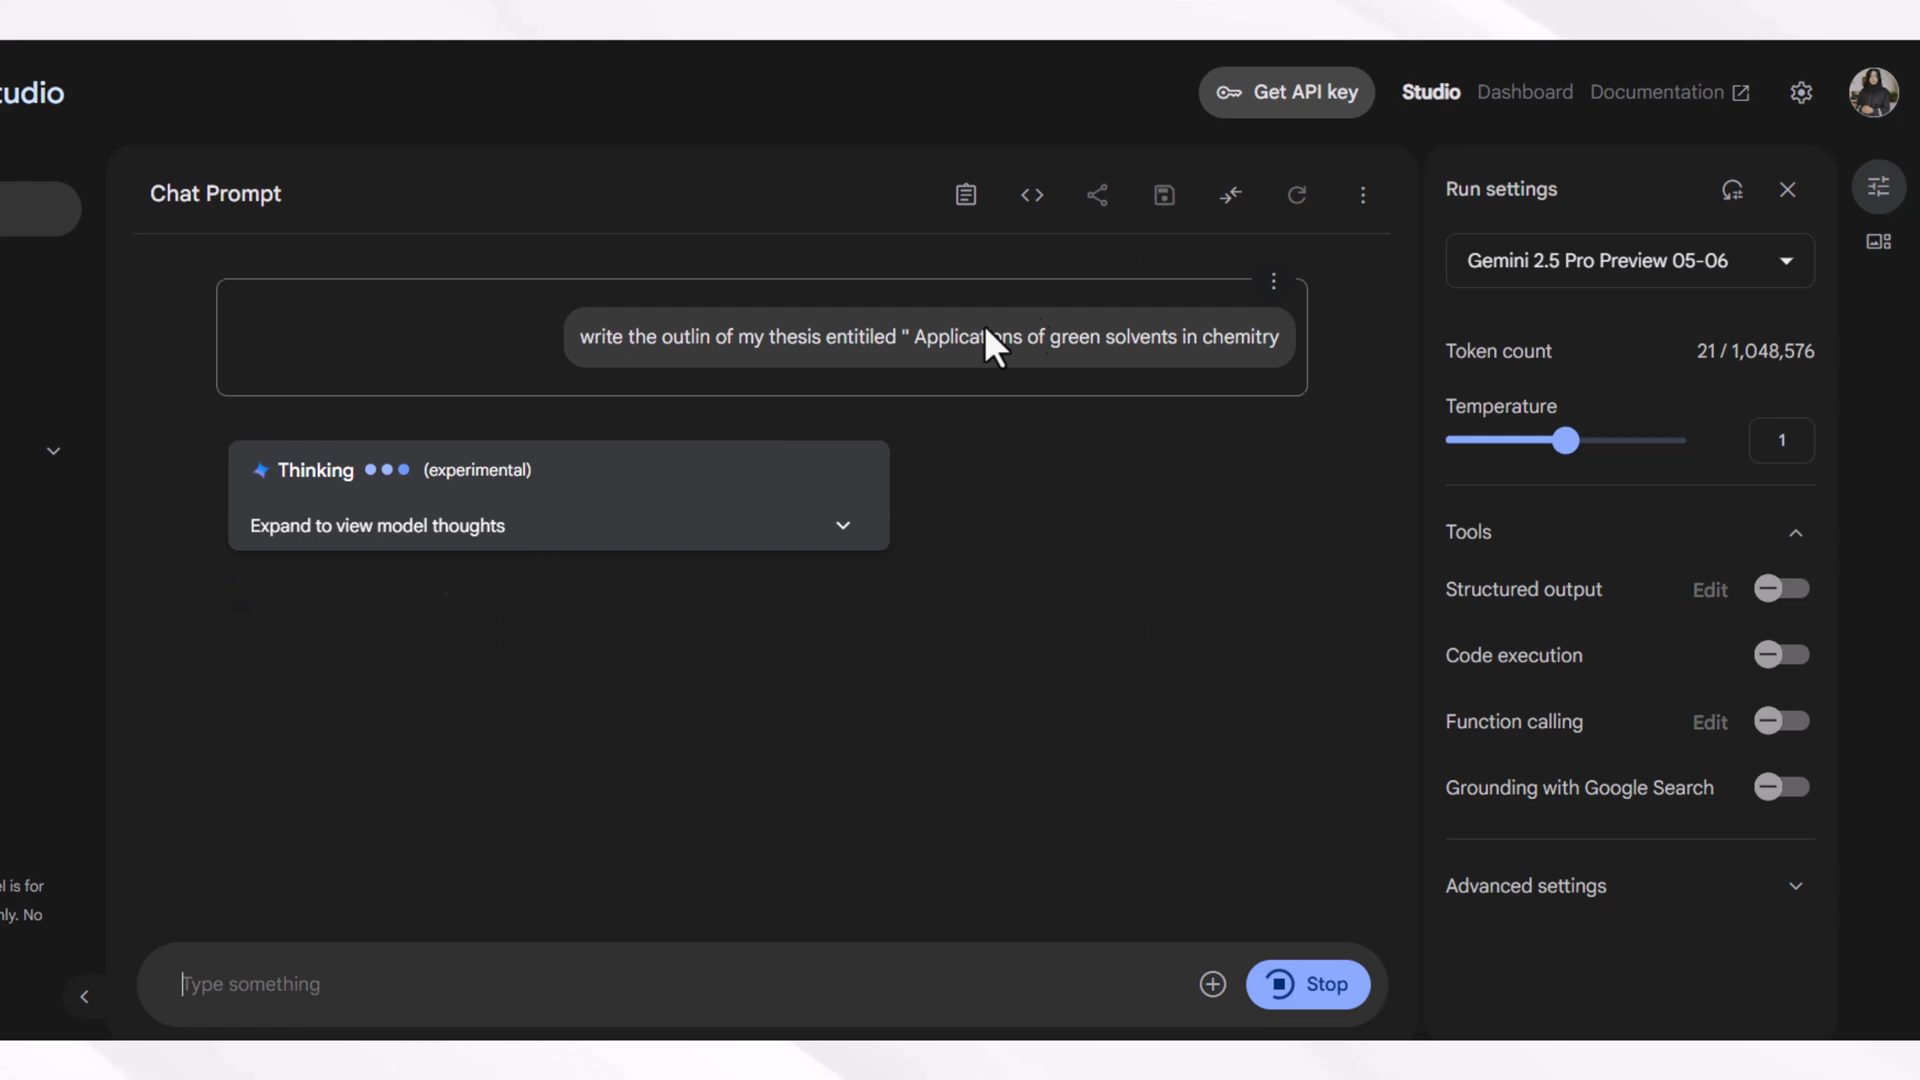 tudio
Get API key
Studio
Dashboard
Documentation
Chat Prompt
write the outlin of my thesis entitiled " Applications of green solvents in chemitry
Thinking (experimental)
Expand to view model thoughts
Type something
Stop
Run settings
Gemini 2.5 Pro Preview 05-06
Token count 21 / 1,048,576
Temperature
1
Tools
Structured output Edit
Code execution
Function calling Edit
Grounding with Google Search
Advanced settings
el is for
nly. No